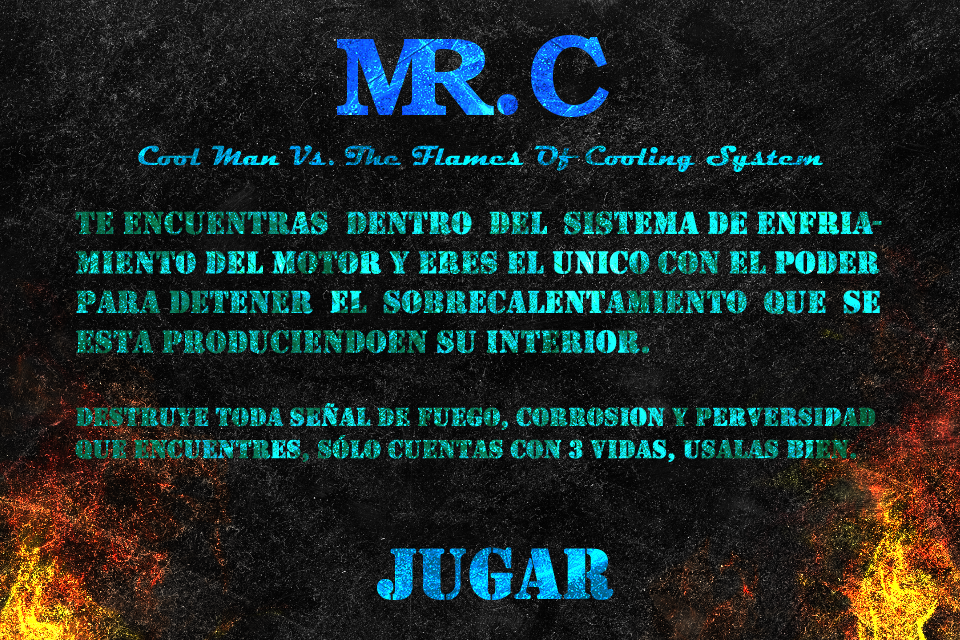 MR. C
Cool Man Vs. The Flames Of Cooling System
TE ENCUENTRAS DENTRO DEL SISTEMA DE ENFRIA-
MIENTO DEL MOTOR Y ERES EL UNICO CON EL PODER
PARA DETENER EL SOBRECALENTAMIENTO QUE SE
ESTA PRODUCIENDOEN SU INTERIOR.
DESTRUYE TODA SEÑAL DE FUEGO, CORROSION Y PERVERSIDAD
QUE ENCUENTRES, SÓLO CUENTAS CON 3 VIDAS, USALAS BIEN.
JUGAR